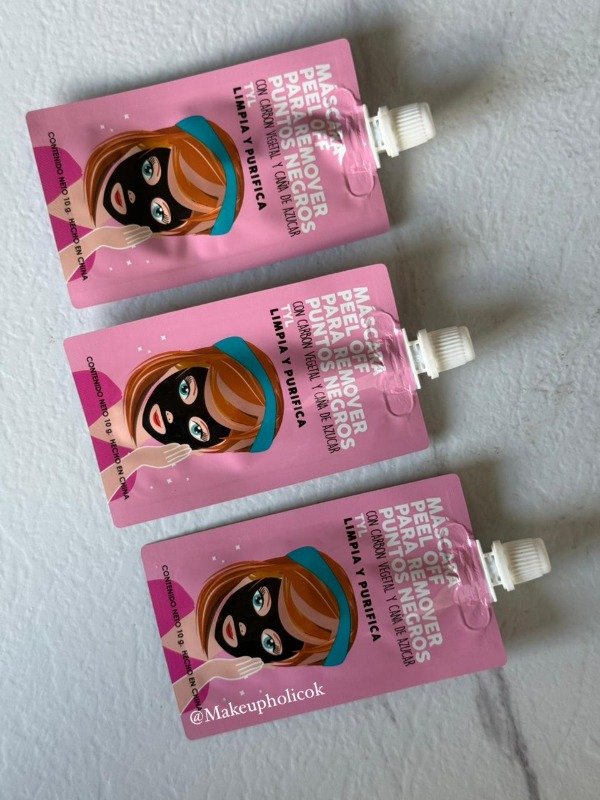 MÁSCARA
PEEL OFF
PARA REMOVER
PUNTOS NEGROS
CON CARBÓN VEGETAL Y CAÑA DE AZÚCAR
TYL
LIMPIA Y PURIFICA
CONTENIDO NETO 10 g · HECHO EN CHINA
MÁSCARA
PEEL OFF
PARA REMOVER
PUNTOS NEGROS
CON CARBÓN VEGETAL Y CAÑA DE AZÚCAR
TYL
LIMPIA Y PURIFICA
CONTENIDO NETO 10 g · HECHO EN CHINA
MÁSCARA
PEEL OFF
PARA REMOVER
PUNTOS NEGROS
CON CARBÓN VEGETAL Y CAÑA DE AZÚCAR
TYL
LIMPIA Y PURIFICA
CONTENIDO NETO 10 g · HECHO EN CHINA
@Makeupholicok